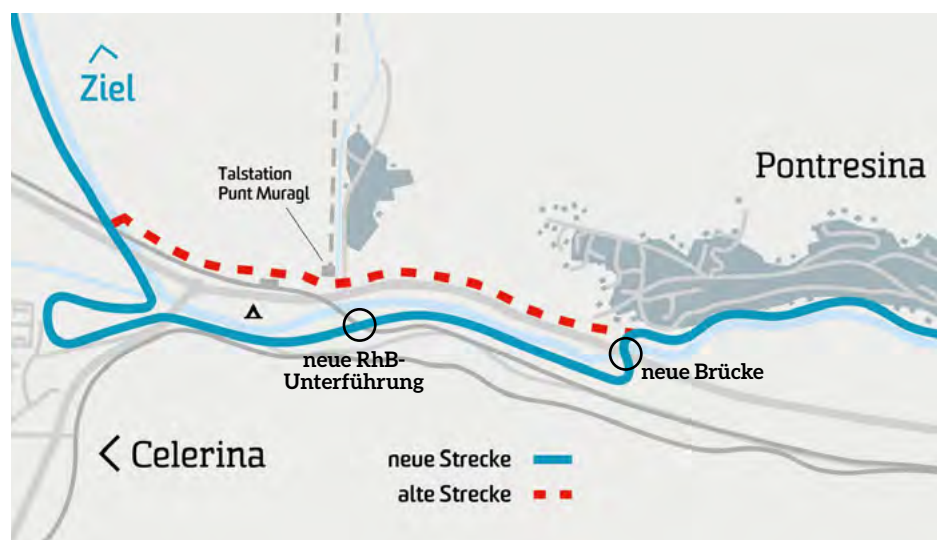 Ziel
Talstation
Punt Muragl
Pontresina
neue RhB-
Unterführung
neue Brücke
Celerina
neue Strecke
alte Strecke